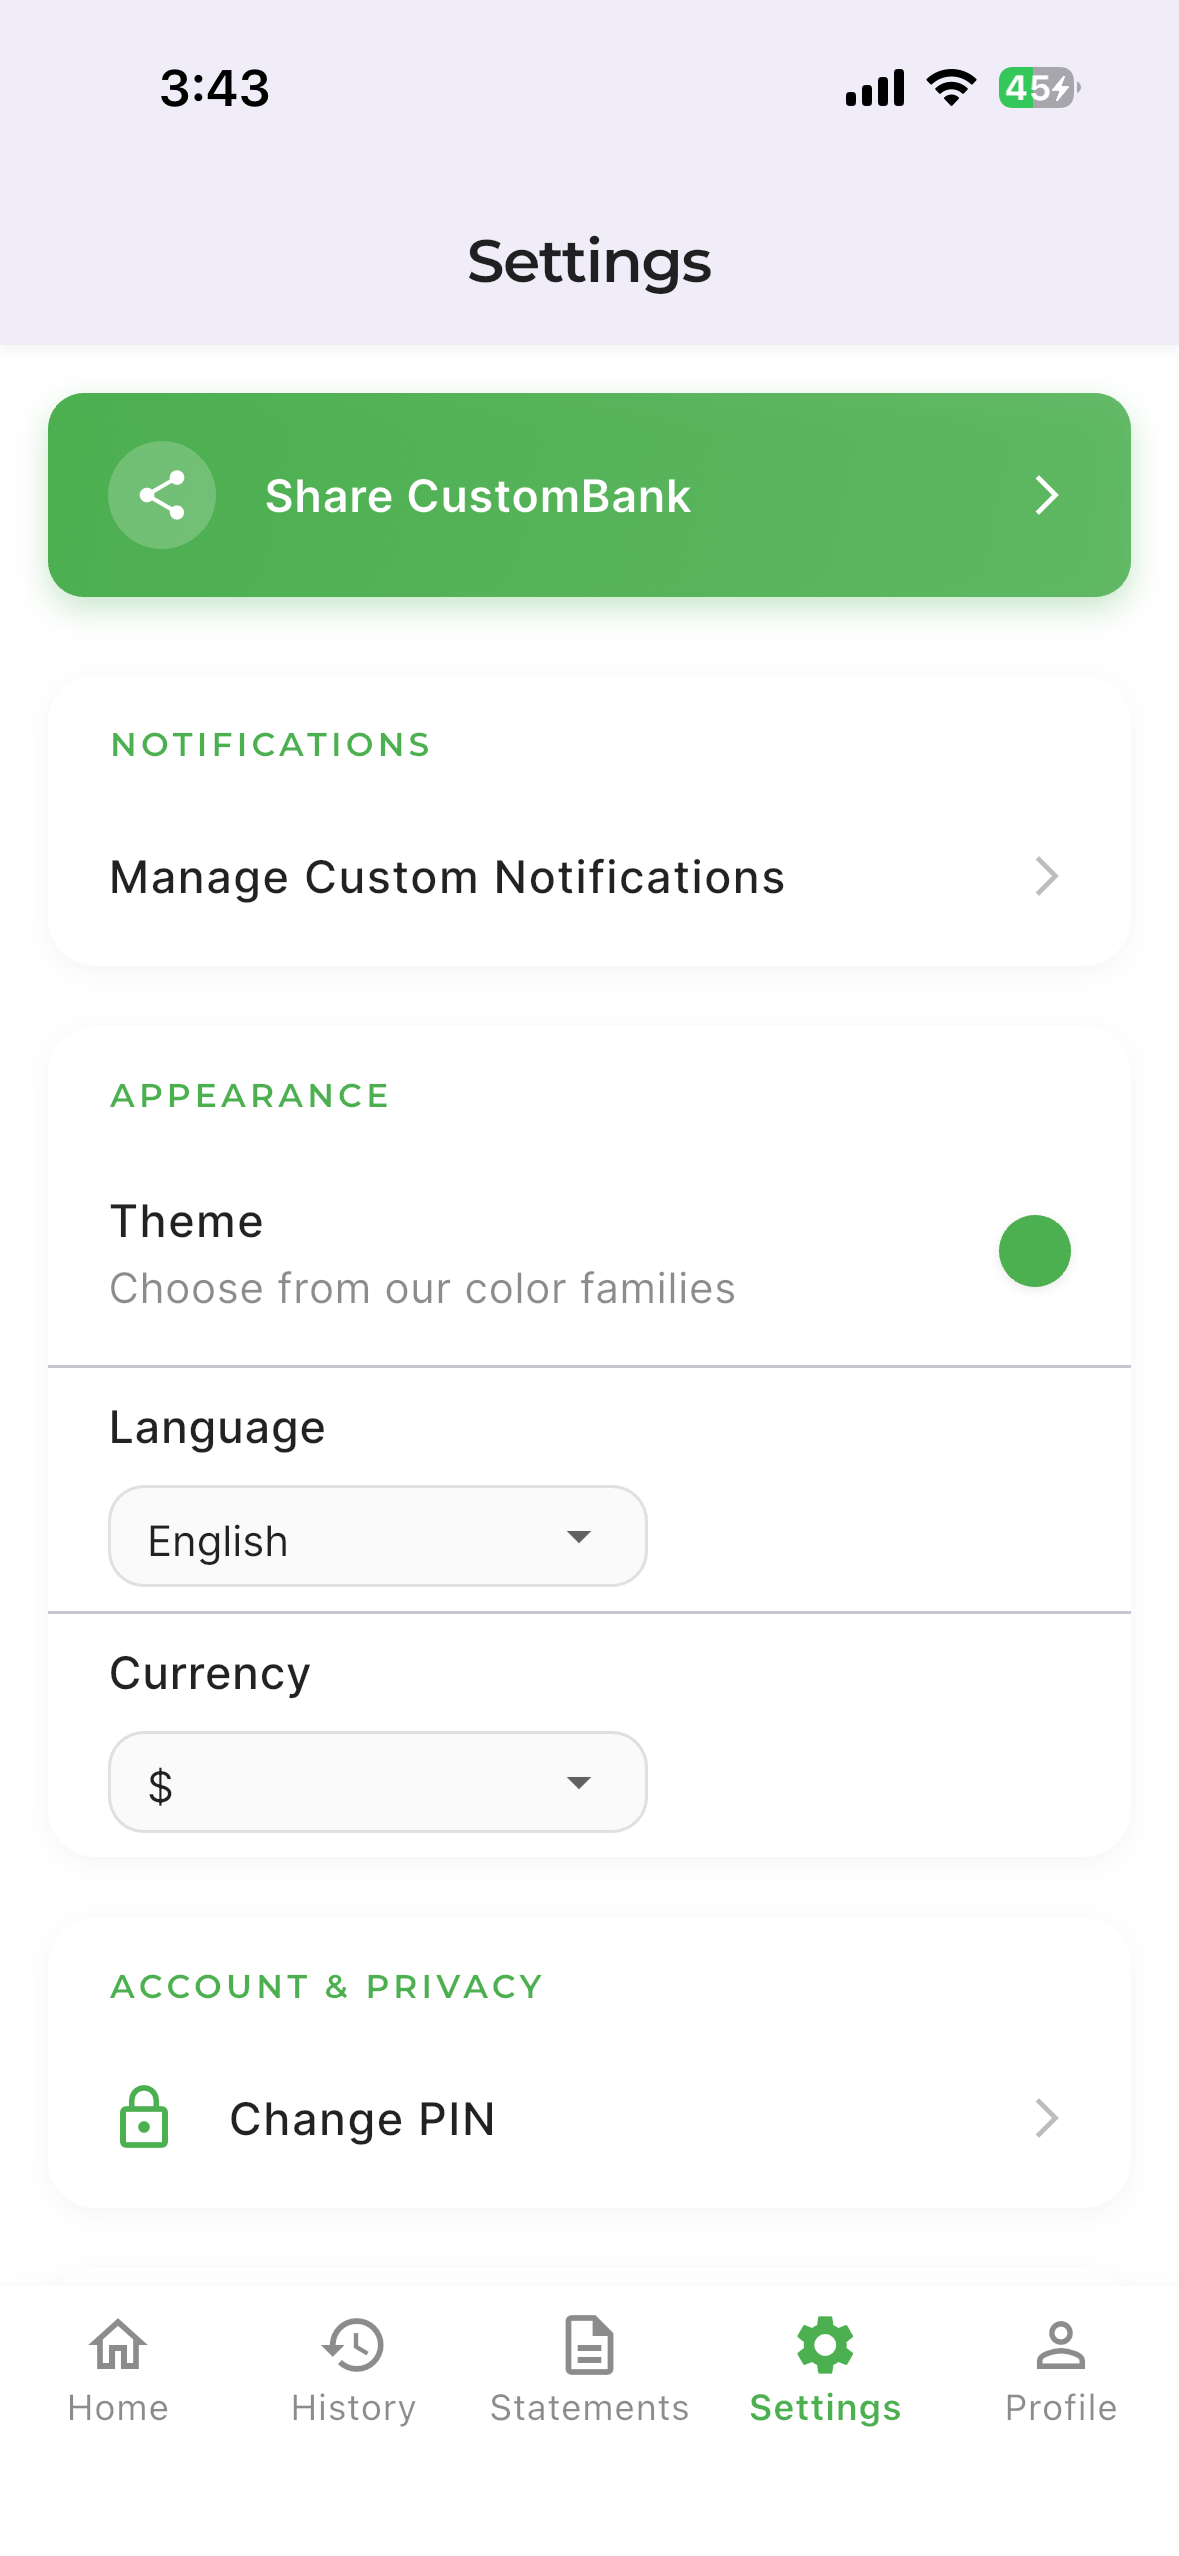 3:43
45
Settings
Share CustomBank
NOTIFICATIONS
Manage Custom Notifications
APPEARANCE
Theme
Choose from our color families
Language
English
Currency
$
ACCOUNT & PRIVACY
Change PIN
Home
History
Statements
Settings
Profile